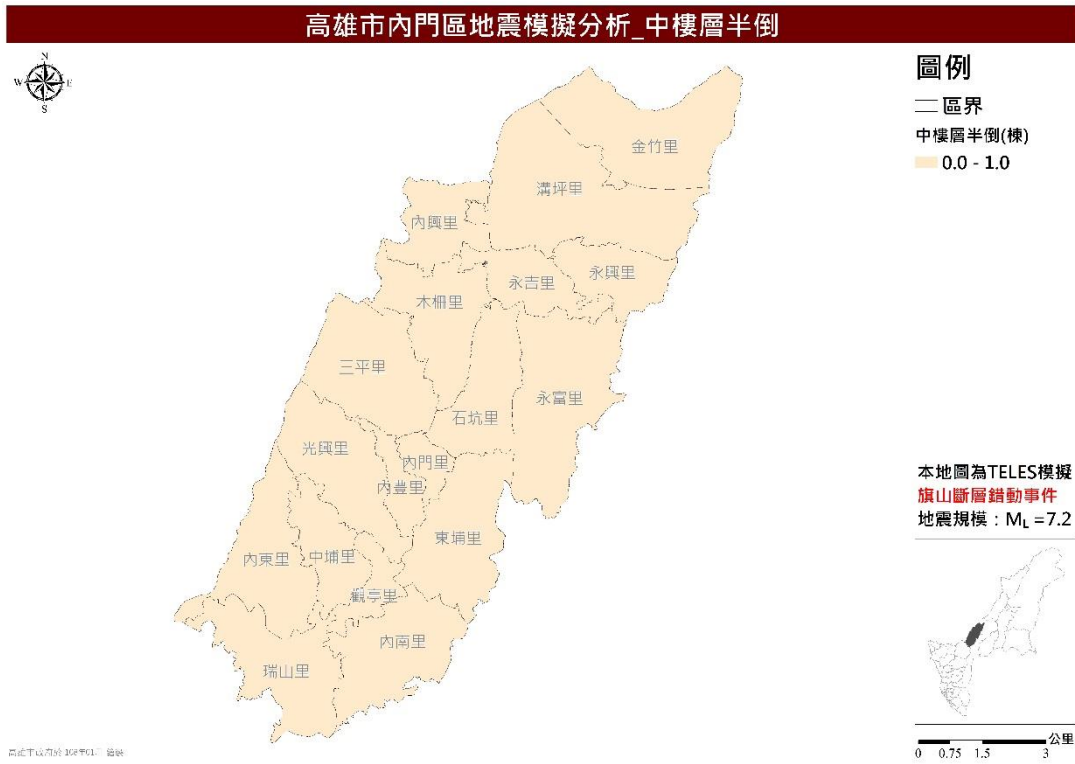 高雄市內門區地震模擬分析_中樓層半倒
N
W E
S
圖例
區界
中樓層半倒(棟)
0.0 - 1.0
金竹里
溝坪里
內興里
永吉里
永興里
木柵里
三平里
永富里
石坑里
光興里
內門里
內豐里
東埔里
內東里
中埔里
觀亭里
內南里
瑞山里
本地圖為TELES模擬
旗山斷層錯動事件
地震規模：ML =7.2
公里
0 0.75 1.5 3